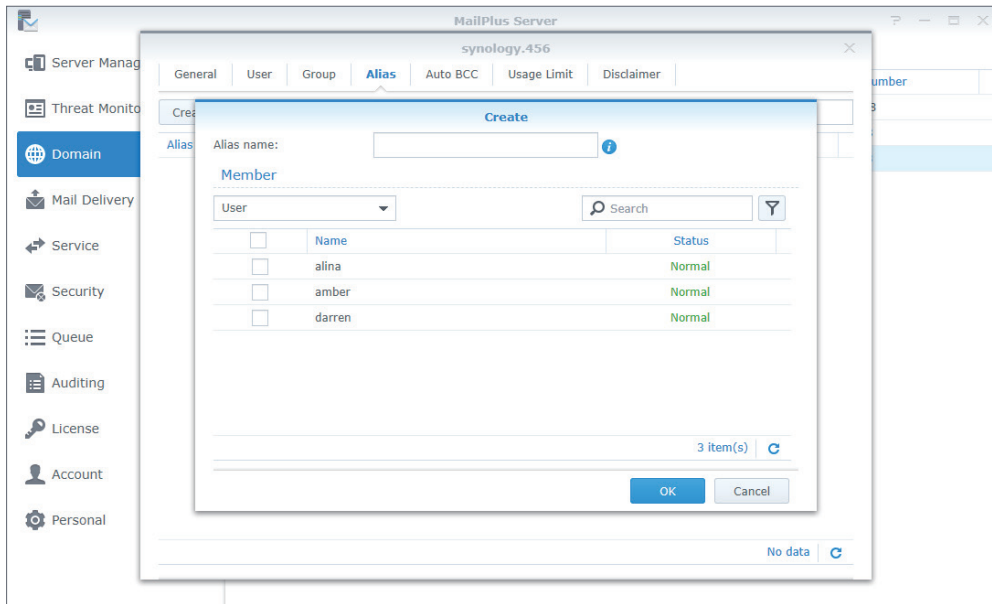 MailPlus Server
synology.456
Server Manag
General User Group Alias Auto BCC Usage Limit Disclaimer
umber
Threat Monito
Crea
Create
Domain
Alias
Alias name:
Member
Mail Delivery
User
Search
Service
Name Status
alina Normal
Security
amber Normal
darren Normal
Queue
Auditing
License
3 item(s)
Account
OK Cancel
Personal
No data